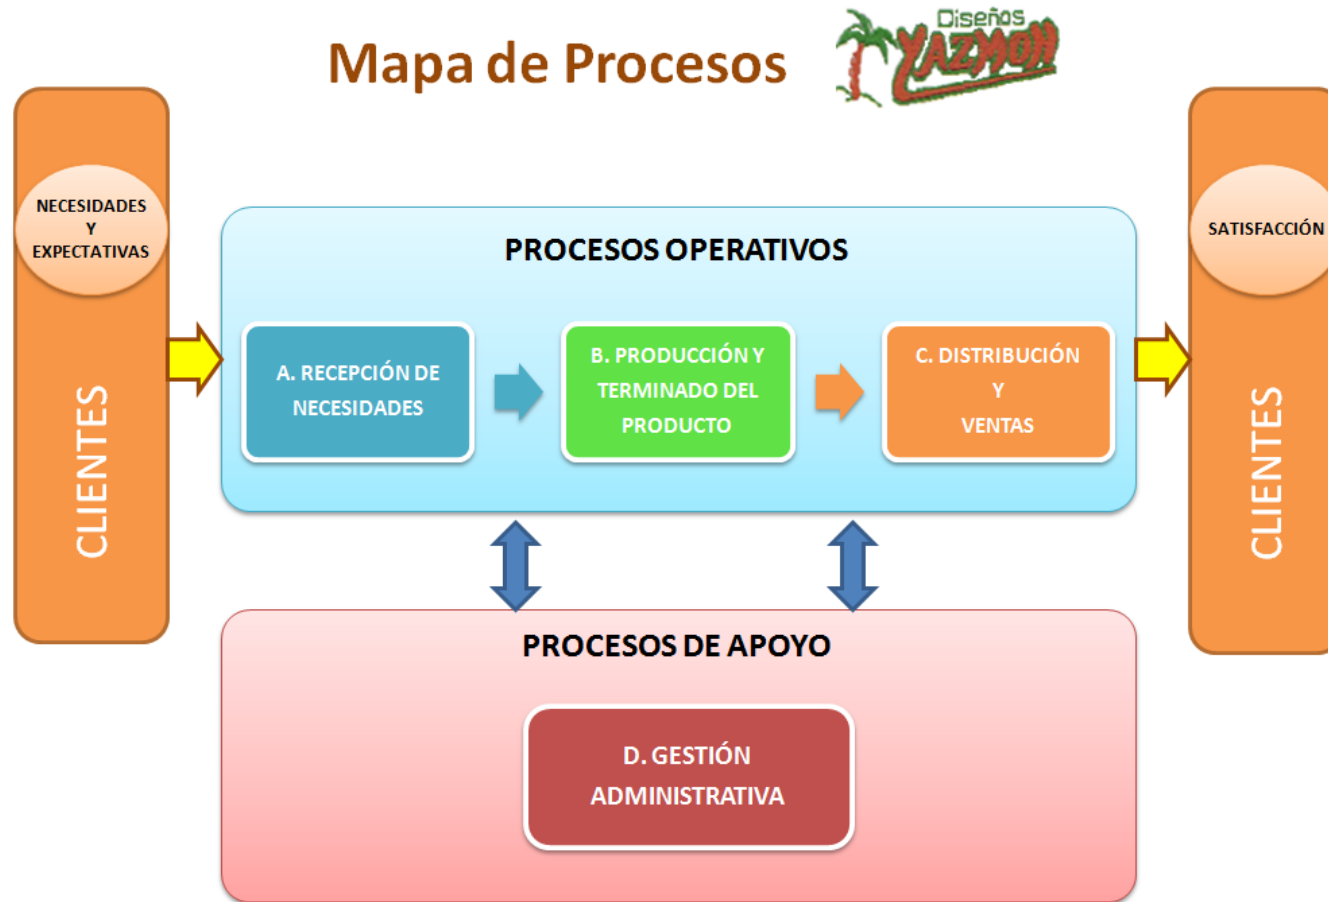 Mapa de Procesos
Diseños
YAZMON
NECESIDADES
Y
EXPECTATIVAS
CLIENTES
PROCESOS OPERATIVOS
A. RECEPCIÓN DE
NECESIDADES
B. PRODUCCIÓN Y
TERMINADO DEL
PRODUCTO
C. DISTRIBUCIÓN
Y
VENTAS
SATISFACCIÓN
CLIENTES
PROCESOS DE APOYO
D. GESTIÓN
ADMINISTRATIVA